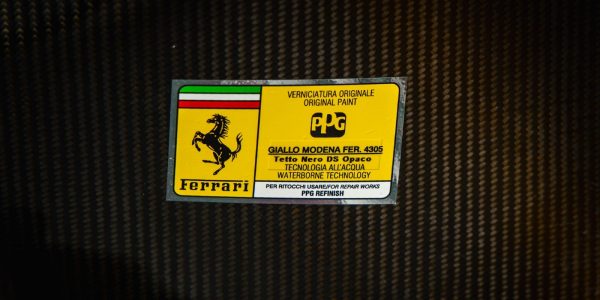 VERNICIATURA ORIGINALE
ORIGINAL PAINT
PPG
GIALLO MODENA FER. 4305
Tetto Nero DS Opaco
TECNOLOGIA ALL'ACQUA
WATERBORNE TECHNOLOGY
Ferrari
PER RITOCCHI USARE/FOR REPAIR WORKS
PPG REFINISH